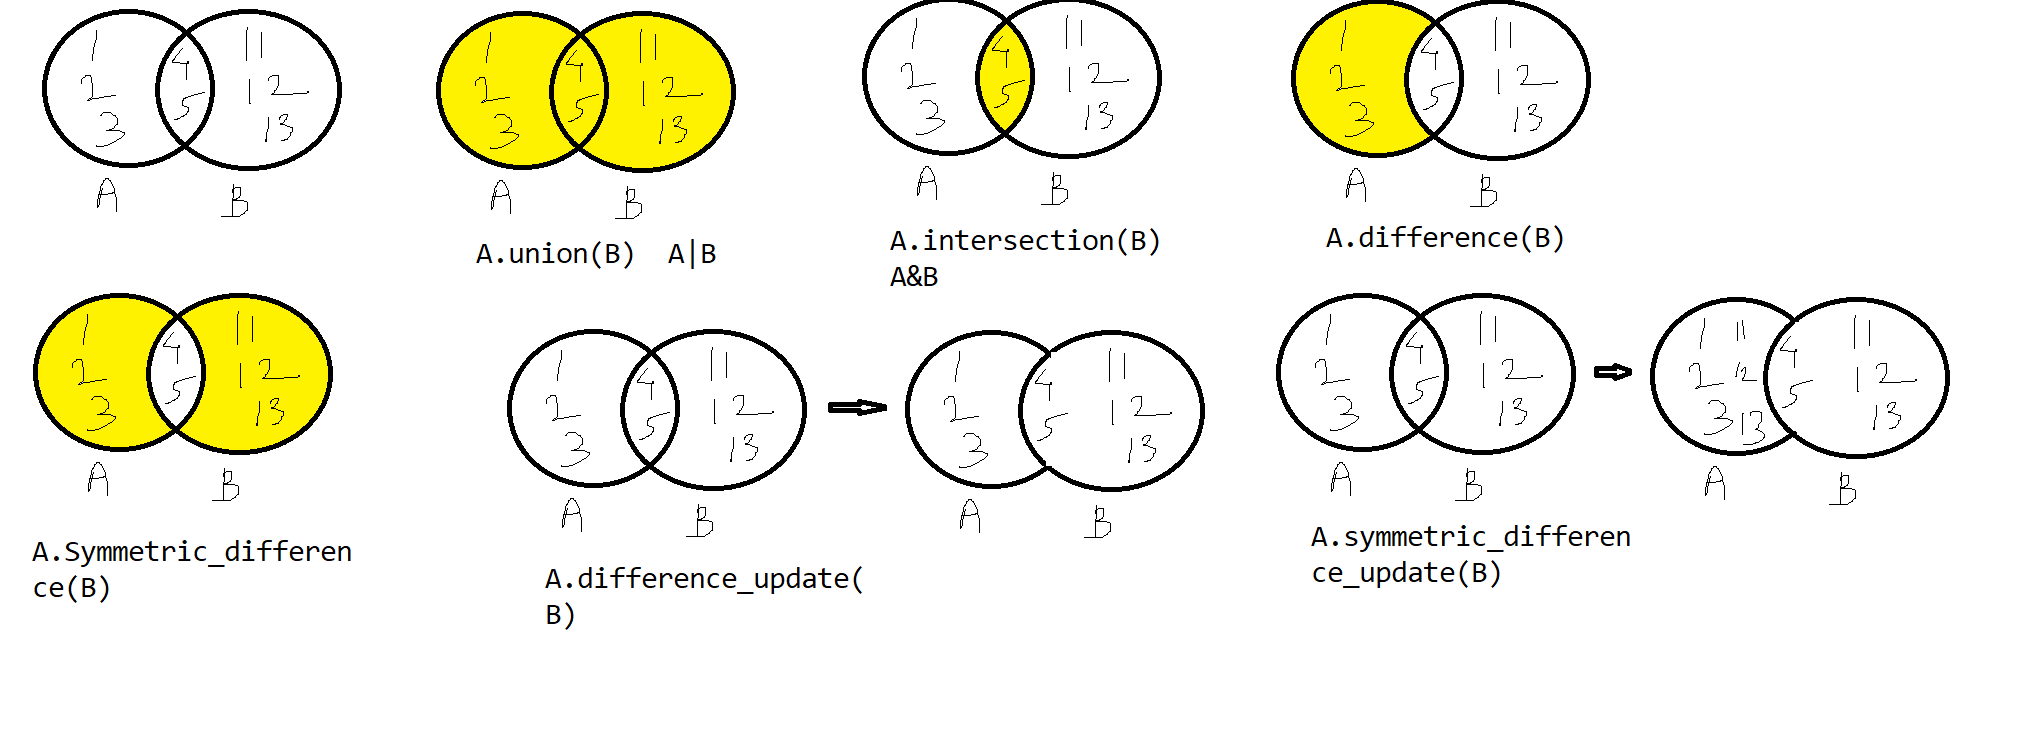 1 4 11
2 12
3 5 13
A B
1 4 11
2 12
3 5 13
A B
A.union(B) A|B
1 4 11
2 12
3 5 13
A B
A.intersection(B)
A&B
1 4 11
2 12
3 5 13
A B
A.difference(B)
1 4 11
2 12
3 5 13
A B
A.Symmetric_differen
ce(B)
1 4 11
2 12
3 5 13
A B
1 4 11
2 12
3 5 13
A B
A.difference_update(
B)
1 4 11
2 12
3 5 13
A B
1 11 4 11
2 12 12
3 13 5 13
A B
A.symmetric_differen
ce_update(B)